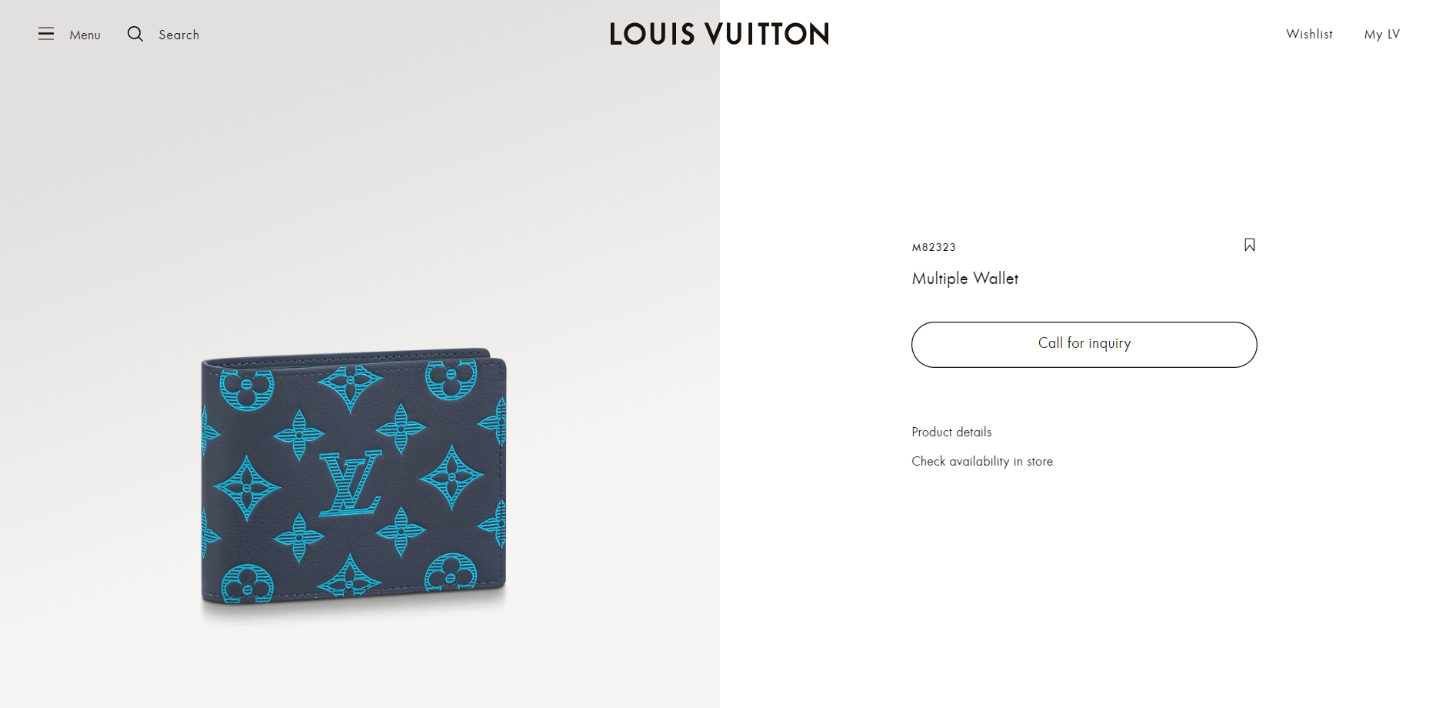 Menu
Search
LOUIS VUITTON
Wishlist
My LV
M82323
Multiple Wallet
Call for inquiry
Product details
Check availability in store
LV